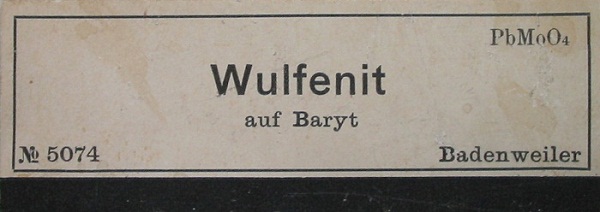 PbMoO₄
Wulfenit
auf Baryt
№ 5074
Badenweiler